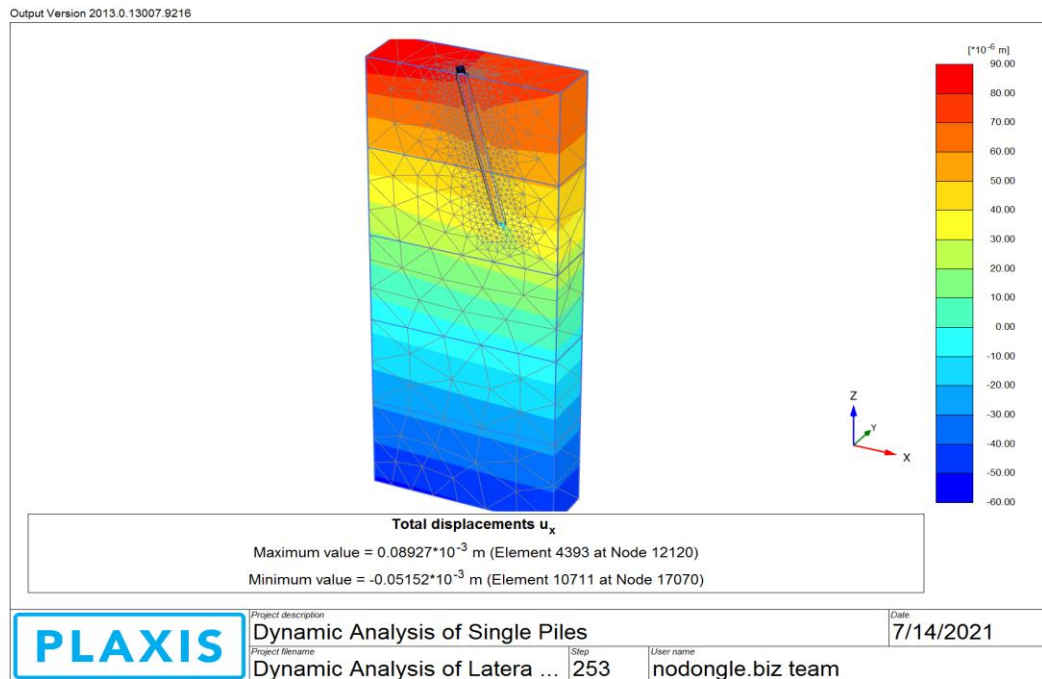 Output Version 2013.0.13007.9216
[*10⁻⁶ m]
90.00
80.00
70.00
60.00
50.00
40.00
30.00
20.00
10.00
0.00
-10.00
-20.00
-30.00
-40.00
-50.00
-60.00
Z
Y
X
Total displacements uₓ
Maximum value = 0.08927*10⁻³ m (Element 4393 at Node 12120)
Minimum value = -0.05152*10⁻³ m (Element 10711 at Node 17070)
PLAXIS
Project description
Dynamic Analysis of Single Piles
Date
7/14/2021
Project filename
Dynamic Analysis of Latera ...
Step
253
User name
nodongle.biz team